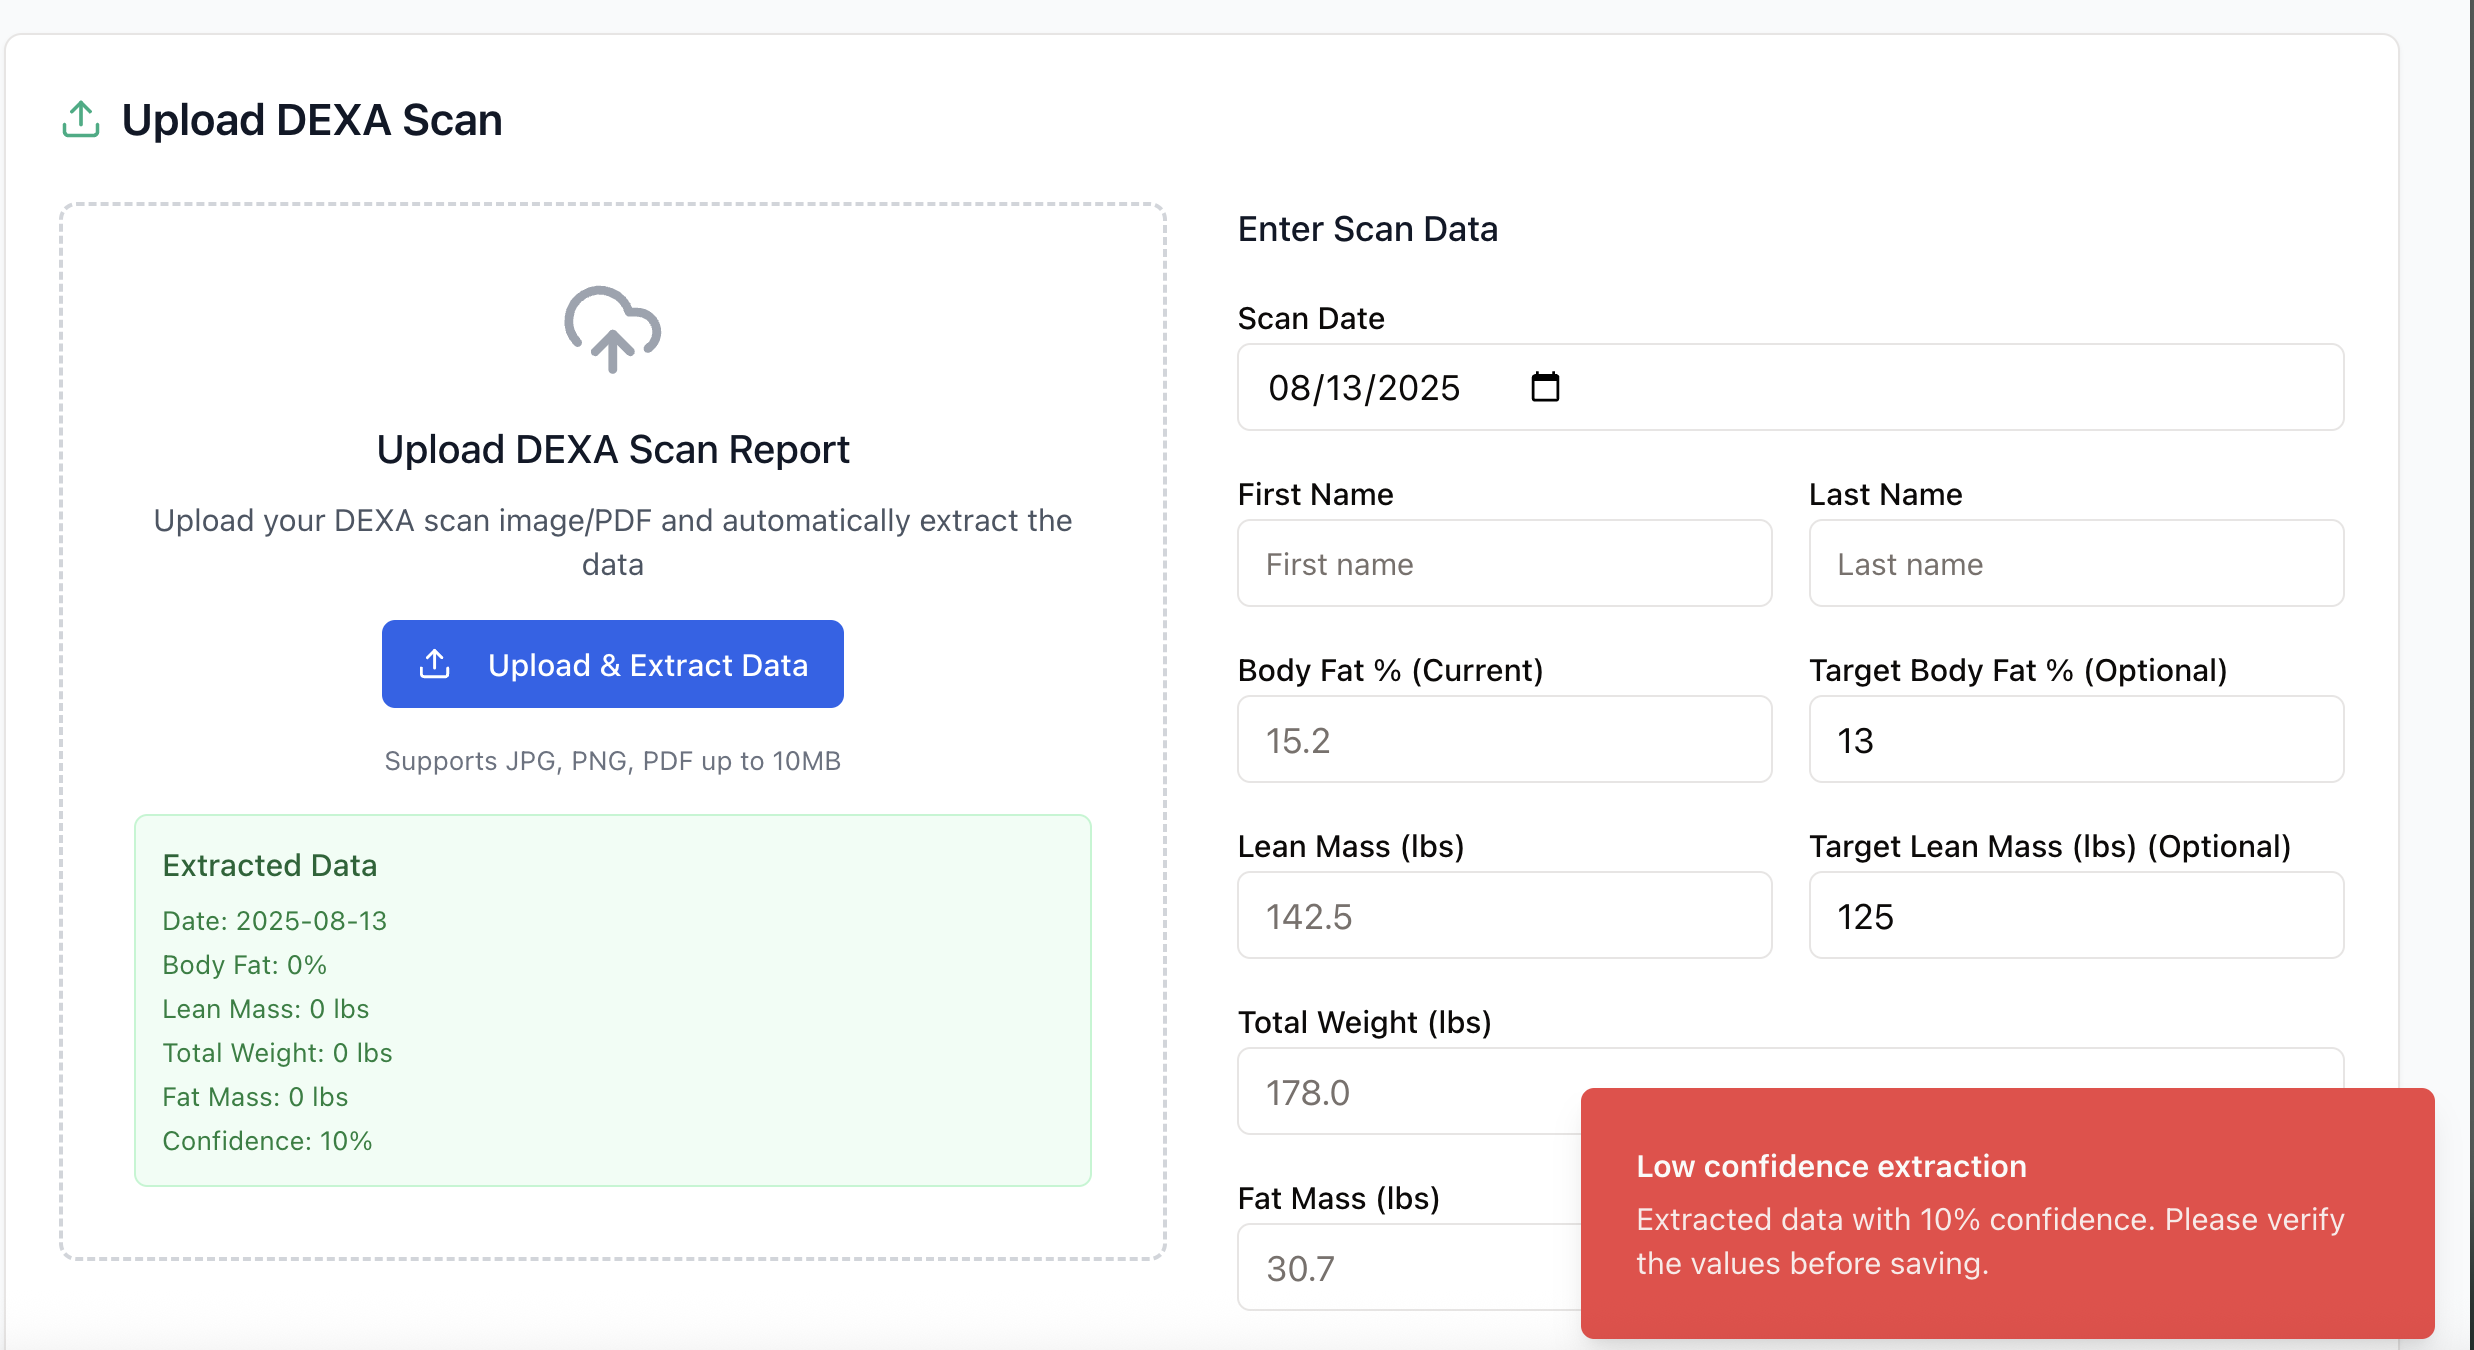 Upload DEXA Scan
Upload DEXA Scan Report
Upload your DEXA scan image/PDF and automatically extract the
data
Upload & Extract Data
Supports JPG, PNG, PDF up to 10MB
Extracted Data
Date: 2025-08-13
Body Fat: 0%
Lean Mass: 0 lbs
Total Weight: 0 lbs
Fat Mass: 0 lbs
Confidence: 10%
Enter Scan Data
Scan Date
08/13/2025
First Name
Last Name
First name
Last name
Body Fat % (Current)
Target Body Fat % (Optional)
15.2
13
Lean Mass (lbs)
Target Lean Mass (lbs) (Optional)
142.5
125
Total Weight (lbs)
178.0
Fat Mass (lbs)
30.7
Low confidence extraction
Extracted data with 10% confidence. Please verify
the values before saving.